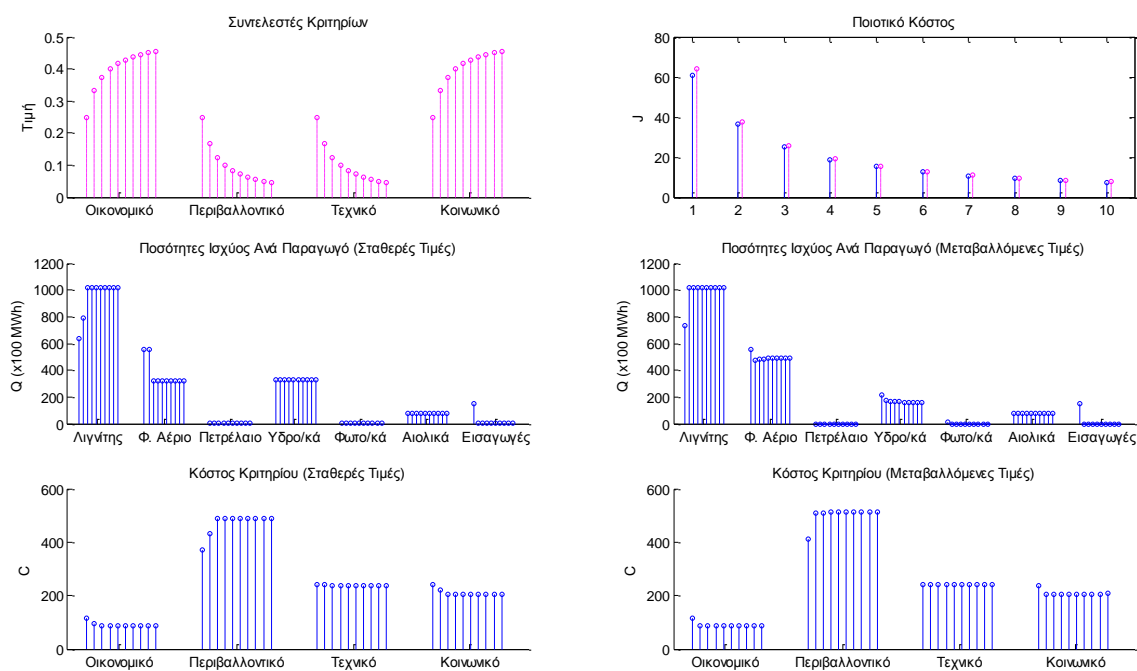 Συντελεστές Κριτηρίων
0.5
0.4
0.3
0.2
0.1
0
Τιμή
Οικονομικό Περιβαλλοντικό Τεχνικό Κοινωνικό
Ποιοτικό Κόστος
80
60
40
20
0
J
1 2 3 4 5 6 7 8 9 10
Ποσότητες Ισχύος Ανά Παραγωγό (Σταθερές Τιμές)
1200
1000
800
600
400
200
0
Q (x100 MWh)
Λιγνίτης Φ. Αέριο Πετρέλαιο Υδρο/κά Φωτο/κά Αιολικά Εισαγωγές
Ποσότητες Ισχύος Ανά Παραγωγό (Μεταβαλλόμενες Τιμές)
1200
1000
800
600
400
200
0
Q (x100 MWh)
Λιγνίτης Φ. Αέριο Πετρέλαιο Υδρο/κά Φωτο/κά Αιολικά Εισαγωγές
Κόστος Κριτηρίου (Σταθερές Τιμές)
600
400
200
0
C
Οικονομικό Περιβαλλοντικό Τεχνικό Κοινωνικό
Κόστος Κριτηρίου (Μεταβαλλόμενες Τιμές)
600
400
200
0
C
Οικονομικό Περιβαλλοντικό Τεχνικό Κοινωνικό